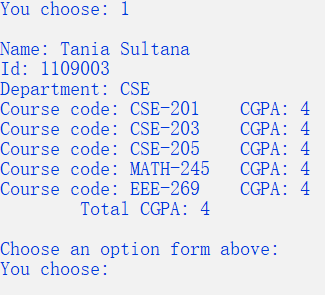 You choose: 1
Name: Tania Sultana
Id: 1109003
Department: CSE
Course code: CSE-201    CGPA: 4
Course code: CSE-203    CGPA: 4
Course code: CSE-205    CGPA: 4
Course code: MATH-245   CGPA: 4
Course code: EEE-269    CGPA: 4
Total CGPA: 4
Choose an option form above:
You choose: